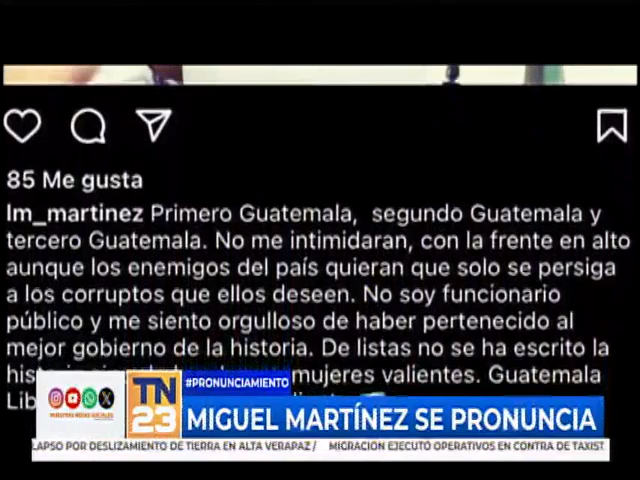 85 Me gusta
lm_martinez Primero Guatemala, segundo Guatemala y
tercero Guatemala. No me intimidaran, con la frente en alto
aunque los enemigos del país quieran que solo se persiga
a los corruptos que ellos deseen. No soy funcionario
público y me siento orgulloso de haber pertenecido al
mejor gobierno de la historia. De listas no se ha escrito la
mujeres valientes. Guatemala
#PRONUNCIAMIENTO
TN
23
NUESTRAS REDES SOCIALES
MIGUEL MARTÍNEZ SE PRONUNCIA
LAPSO POR DESLIZAMIENTO DE TIERRA EN ALTA VERAPAZ / MIGRACIÓN EJECUTÓ OPERATIVOS EN CONTRA DE TAXIST